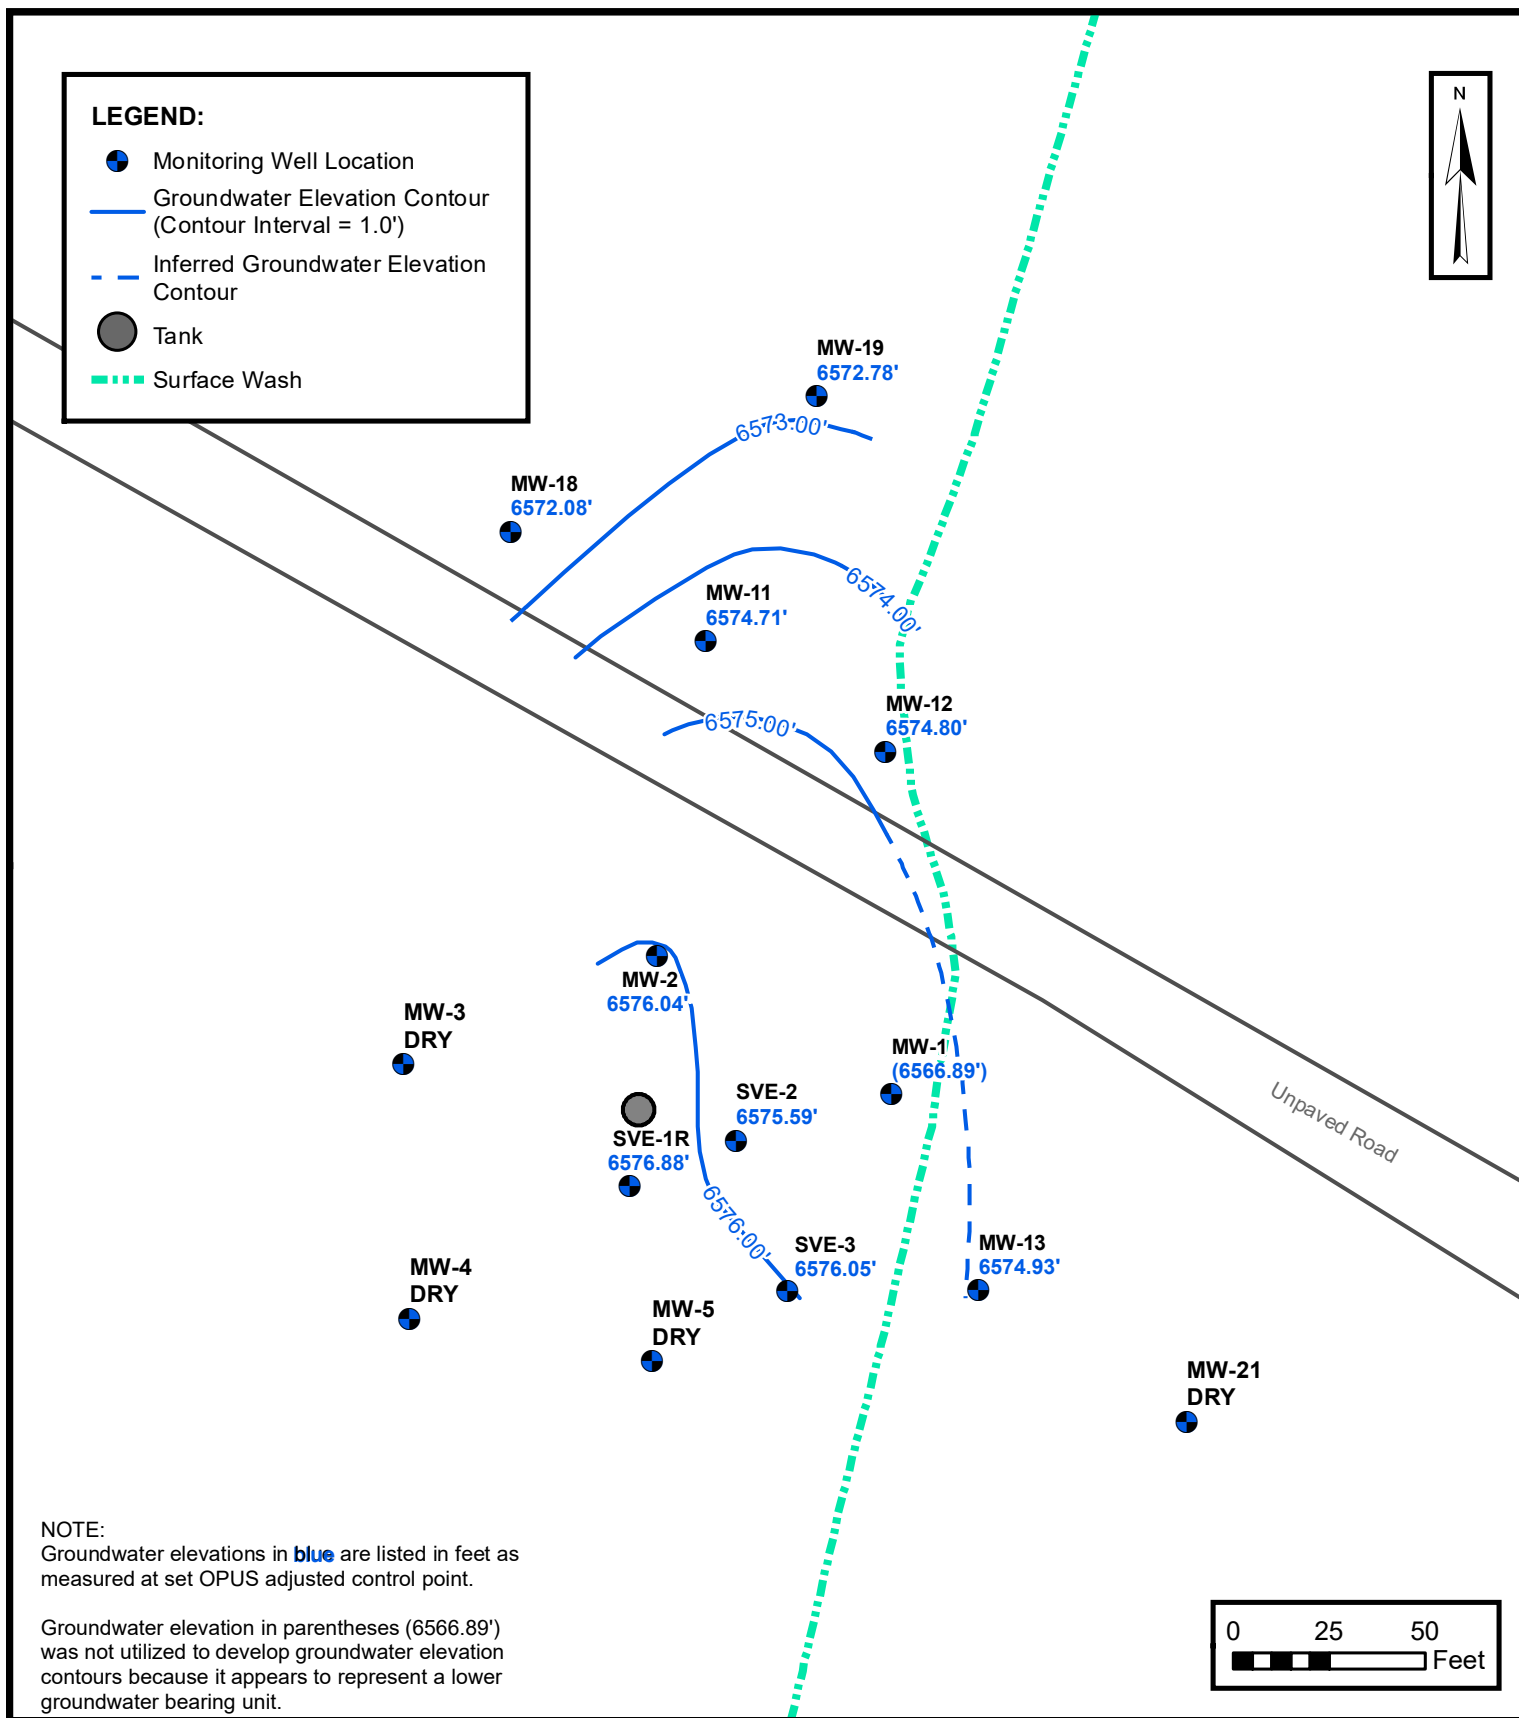 LEGEND:
Monitoring Well Location
Groundwater Elevation Contour
(Contour Interval = 1.0')
Inferred Groundwater Elevation
Contour
Tank
Surface Wash
N
MW-19
6572.78'
6573.00'
MW-18
6572.08'
6574.00'
MW-11
6574.71'
MW-12
6574.80'
6575.00'
MW-2
6576.04'
MW-3
DRY
MW-1
(6566.89')
SVE-2
6575.59'
Unpaved Road
SVE-1R
6576.88'
6576.00'
SVE-3
6576.05'
MW-13
6574.93'
MW-4
DRY
MW-5
DRY
MW-21
DRY
NOTE:
Groundwater elevations in blue are listed in feet as
measured at set OPUS adjusted control point.
Groundwater elevation in parentheses (6566.89')
was not utilized to develop groundwater elevation
contours because it appears to represent a lower
groundwater bearing unit.
0 25 50
Feet